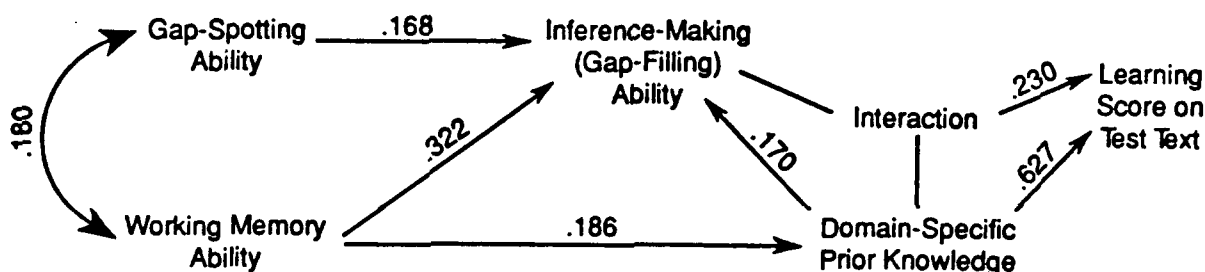 Gap-Spotting
Ability
.168
Inference-Making
(Gap-Filling)
Ability
.180
.322
.170
Interaction
.230
.627
Learning
Score on
Test Text
Working Memory
Ability
.186
Domain-Specific
Prior Knowledge